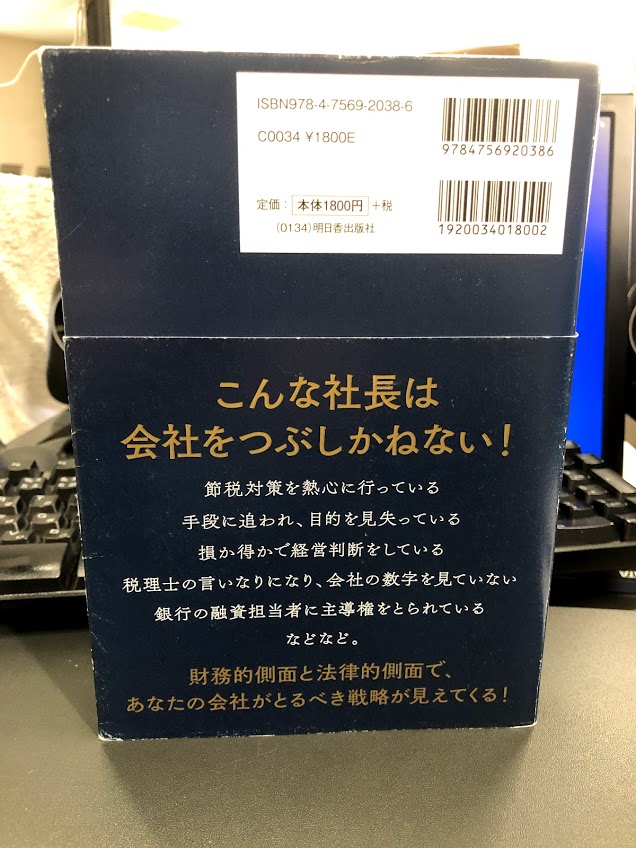 ISBN978-4-7569-2038-6
C0034 ¥1800E
9784756920386
定価： 本体1800円 +税
(0134)明日香出版社
1920034018002
こんな社長は
会社をつぶしかねない！
節税対策を熱心に行っている
手段に追われ、目的を見失っている
損か得かで経営判断をしている
税理士の言いなりになり、会社の数字を見ていない
銀行の融資担当者に主導権をとられている
などなど。
財務的側面と法律的側面で、
あなたの会社がとるべき戦略が見えてくる！